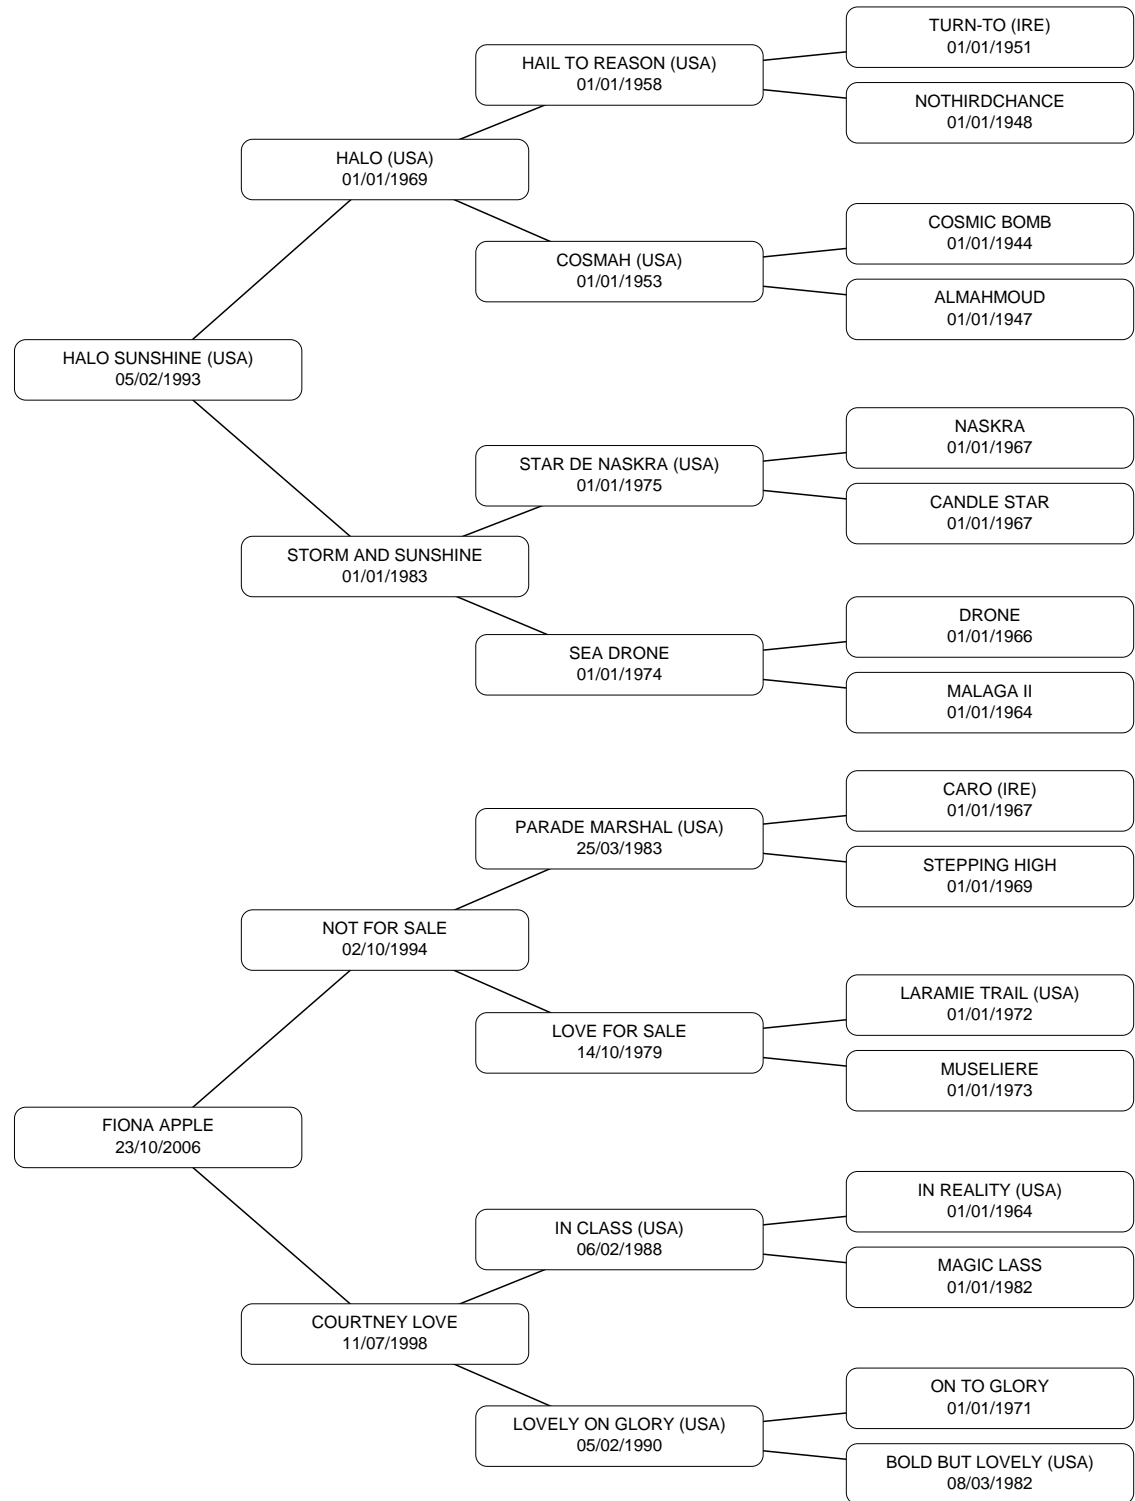 TURN-TO (IRE)
01/01/1951
HAIL TO REASON (USA)
01/01/1958
NOTHIRDCHANCE
01/01/1948
HALO (USA)
01/01/1969
COSMIC BOMB
01/01/1944
COSMAH (USA)
01/01/1953
ALMAHMOUD
01/01/1947
HALO SUNSHINE (USA)
05/02/1993
NASKRA
01/01/1967
STAR DE NASKRA (USA)
01/01/1975
CANDLE STAR
01/01/1967
STORM AND SUNSHINE
01/01/1983
DRONE
01/01/1966
SEA DRONE
01/01/1974
MALAGA II
01/01/1964
CARO (IRE)
01/01/1967
PARADE MARSHAL (USA)
25/03/1983
STEPPING HIGH
01/01/1969
NOT FOR SALE
02/10/1994
LARAMIE TRAIL (USA)
01/01/1972
LOVE FOR SALE
14/10/1979
MUSELIERE
01/01/1973
FIONA APPLE
23/10/2006
IN REALITY (USA)
01/01/1964
IN CLASS (USA)
06/02/1988
MAGIC LASS
01/01/1982
COURTNEY LOVE
11/07/1998
ON TO GLORY
01/01/1971
LOVELY ON GLORY (USA)
05/02/1990
BOLD BUT LOVELY (USA)
08/03/1982